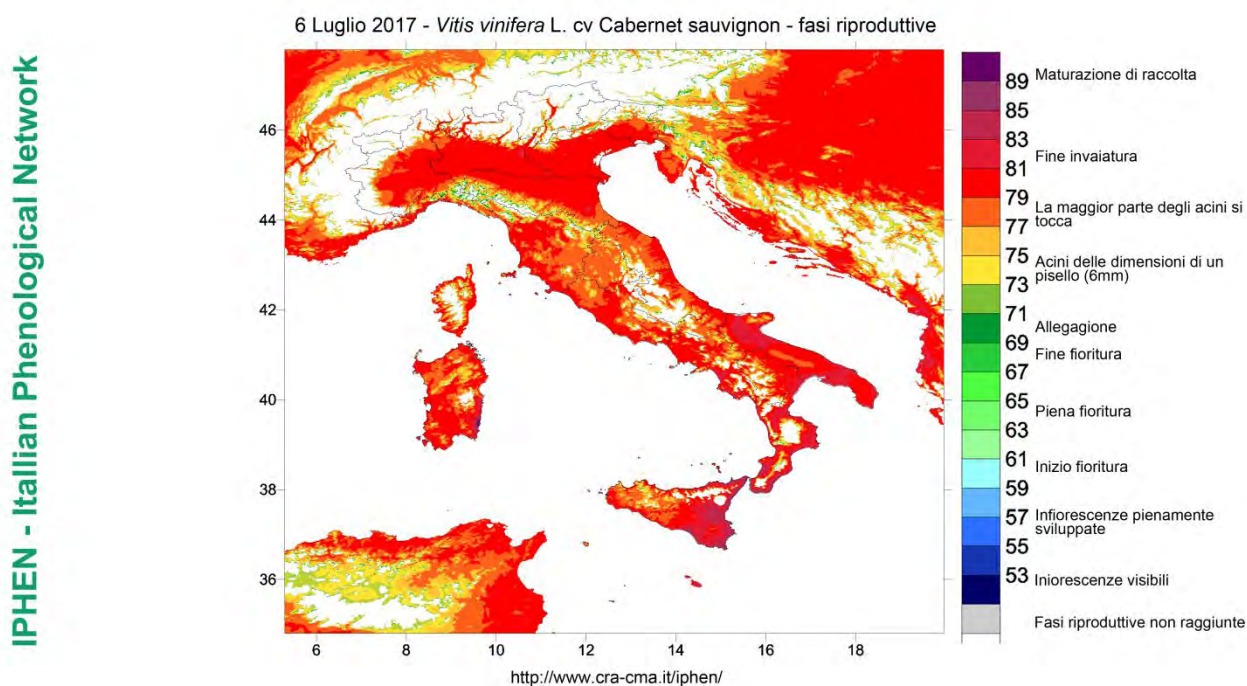 IPHEN - Itallian Phenological Network
6 Luglio 2017 - Vitis vinifera L. cv Cabernet sauvignon - fasi riproduttive
46
44
42
40
38
36
6
8
10
12
14
16
18
http://www.cra-cma.it/iphen/
89
85
83
81
79
77
75
73
71
69
67
65
63
61
59
57
55
53
Maturazione di raccolta
Fine invaiatura
La maggior parte degli acini si
tocca
Acini delle dimensioni di un
pisello (6mm)
Allegagione
Fine fioritura
Piena fioritura
Inizio fioritura
Infiorescenze pienamente
sviluppate
Iniorescenze visibili
Fasi riproduttive non raggiunte